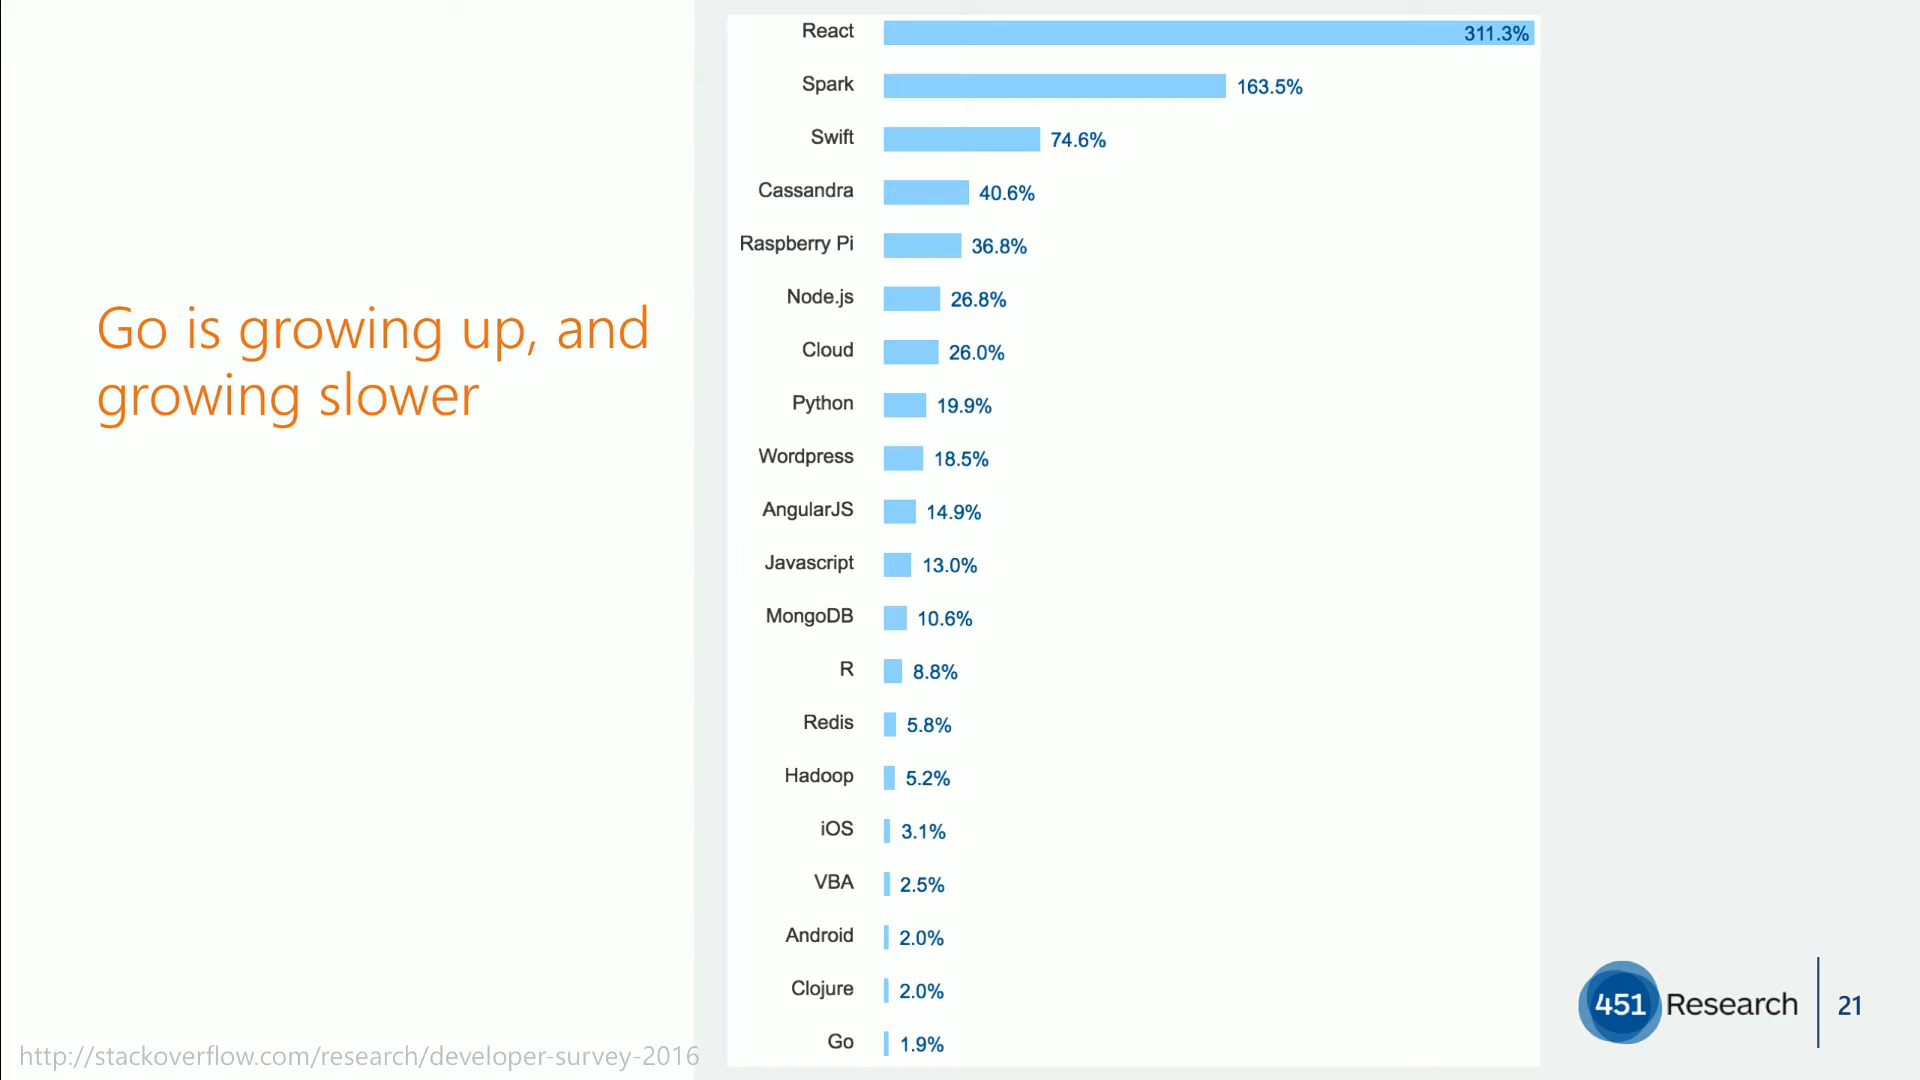 Go is growing up, and
growing slower
React 311.3%
Spark 163.5%
Swift 74.6%
Cassandra 40.6%
Raspberry Pi 36.8%
Node.js 26.8%
Cloud 26.0%
Python 19.9%
Wordpress 18.5%
AngularJS 14.9%
Javascript 13.0%
MongoDB 10.6%
R 8.8%
Redis 5.8%
Hadoop 5.2%
iOS 3.1%
VBA 2.5%
Android 2.0%
Clojure 2.0%
Go 1.9%
http://stackoverflow.com/research/developer-survey-2016
451 Research 21